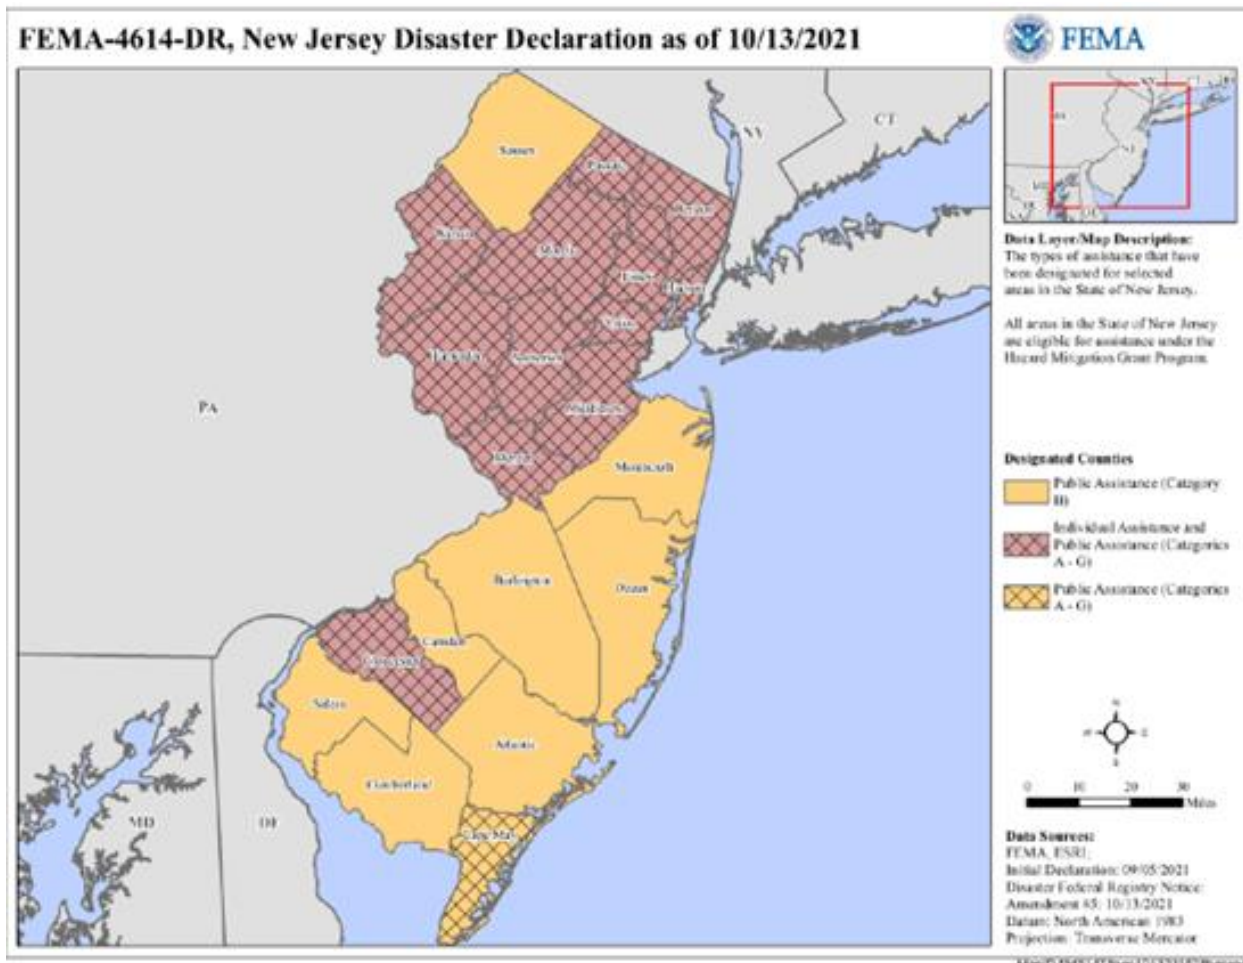 FEMA-4614-DR, New Jersey Disaster Declaration as of 10/13/2021
FEMA
NY
CT
Sussex
Passaic
Bergen
Warren
Morris
Essex
Hudson
Union
Hunterdon
Somerset
Middlesex
Mercer
PA
Monmouth
Burlington
Ocean
Camden
Gloucester
Salem
Atlantic
Cumberland
Cape May
MD
DE
Data Layer/Map Description:
The types of assistance that have
been designated for selected
areas in the State of New Jersey.
All areas in the State of New Jersey
are eligible for assistance under the
Hazard Mitigation Grant Program.
Designated Counties
Public Assistance (Category
B)
Individual Assistance and
Public Assistance (Categories
A - G)
Public Assistance (Categories
A - G)
N
W E
S
0 10 20 30
Miles
Data Sources:
FEMA, ESRI;
Initial Declaration: 09/05/2021
Disaster Federal Registry Notice:
Amendment #5: 10/13/2021
Datum: North American 1983
Projection: Transverse Mercator